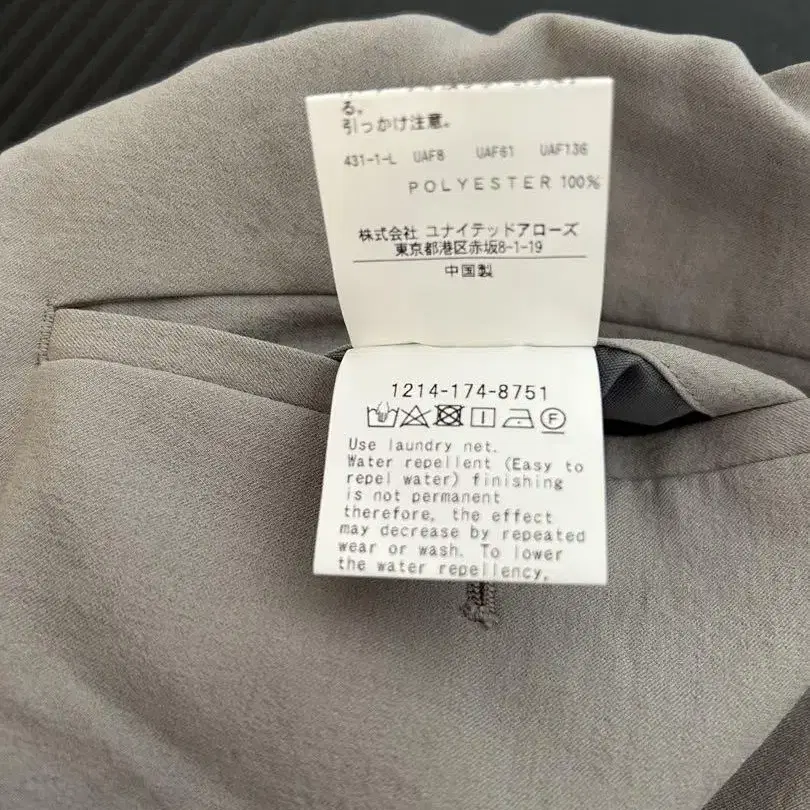 る。
引っかけ注意。
431-1-L UAF8 UAF61 UAF136
POLYESTER 100%
株式会社 ユナイテッドアローズ
東京都港区赤坂8-1-19
中国製
1214-174-8751
F
Use laundry net.
Water repellent (Easy to
repel water) finishing
is not permanent
therefore, the effect
may decrease by repeated
wear or wash. To lower
the water repellency,